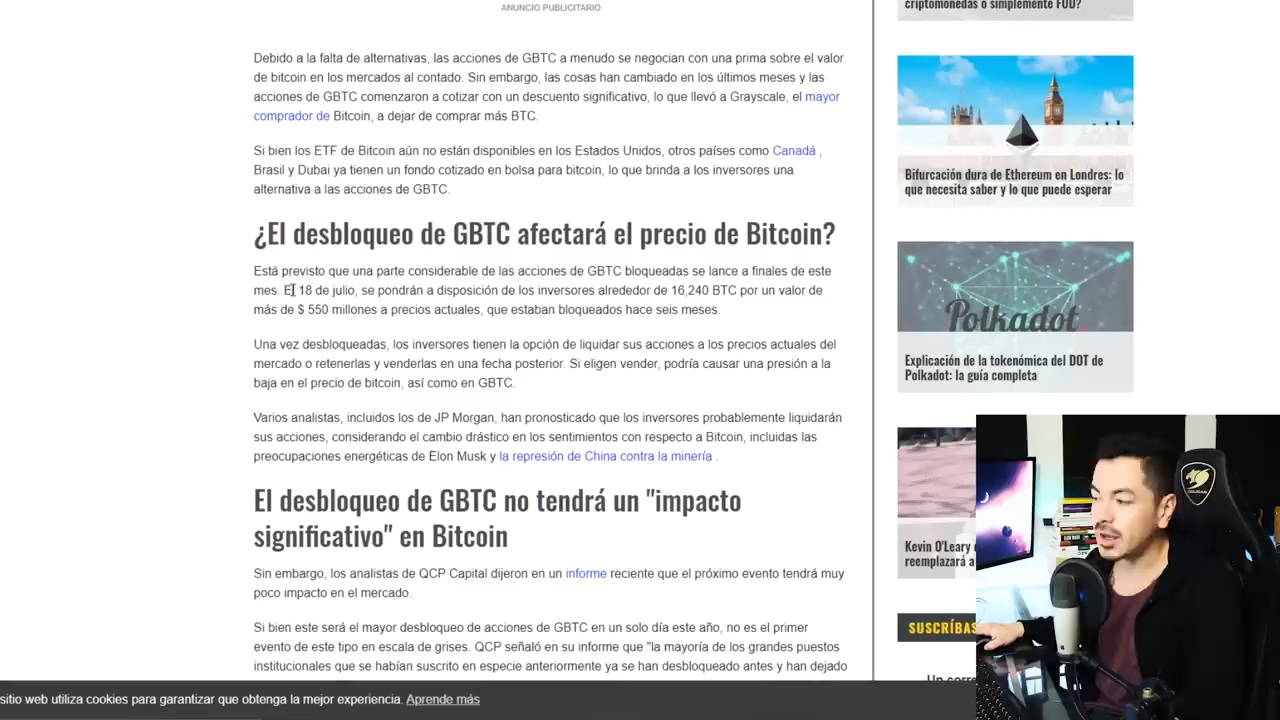 criptomonedas o simplemente FUD?
ANUNCIO PUBLICITARIO
Debido a la falta de alternativas, las acciones de GBTC a menudo se negocian con una prima sobre el valor
de bitcoin en los mercados al contado. Sin embargo, las cosas han cambiado en los últimos meses y las
acciones de GBTC comenzaron a cotizar con un descuento significativo, lo que llevó a Grayscale, el mayor
comprador de Bitcoin, a dejar de comprar más BTC.
Si bien los ETF de Bitcoin aún no están disponibles en los Estados Unidos, otros países como Canadá ,
Brasil y Dubai ya tienen un fondo cotizado en bolsa para bitcoin, lo que brinda a los inversores una
alternativa a las acciones de GBTC.
¿El desbloqueo de GBTC afectará el precio de Bitcoin?
Está previsto que una parte considerable de las acciones de GBTC bloqueadas se lance a finales de este
mes. El 18 de julio, se pondrán a disposición de los inversores alrededor de 16,240 BTC por un valor de
más de $ 550 millones a precios actuales, que estaban bloqueados hace seis meses.
Una vez desbloqueadas, los inversores tienen la opción de liquidar sus acciones a los precios actuales del
mercado o retenerlas y venderlas en una fecha posterior. Si eligen vender, podría causar una presión a la
baja en el precio de bitcoin, así como en GBTC.
Varios analistas, incluidos los de JP Morgan, han pronosticado que los inversores probablemente liquidarán
sus acciones, considerando el cambio drástico en los sentimientos con respecto a Bitcoin, incluidas las
preocupaciones energéticas de Elon Musk y la represión de China contra la minería .
El desbloqueo de GBTC no tendrá un "impacto
significativo" en Bitcoin
Sin embargo, los analistas de QCP Capital dijeron en un informe reciente que el próximo evento tendrá muy
poco impacto en el mercado.
Si bien este será el mayor desbloqueo de acciones de GBTC en un solo día este año, no es el primer
evento de este tipo en escala de grises. QCP señaló en su informe que "la mayoría de los grandes puestos
institucionales que se habían suscrito en especie anteriormente ya se han desbloqueado antes y han dejado
Bifurcación dura de Ethereum en Londres: lo
que necesita saber y lo que puede esperar
Polkadot.
Explicación de la tokenómica del DOT de
Polkadot: la guía completa
Kevin O'Leary
reemplazará a
SUSCRÍBAS
COUGAR
sitio web utiliza cookies para garantizar que obtenga la mejor experiencia. Aprende más